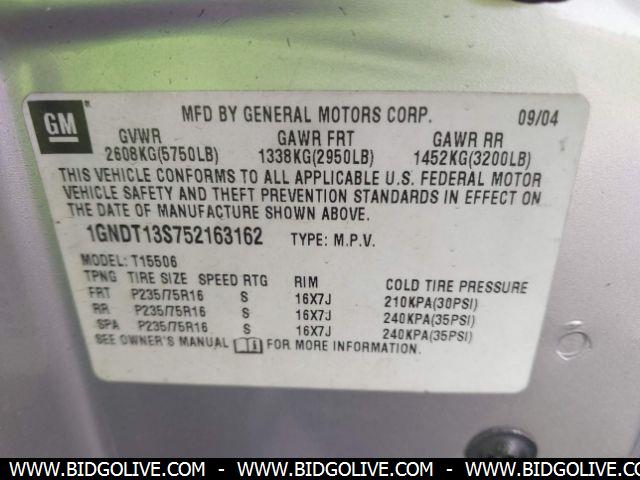 GM
MFD BY GENERAL MOTORS CORP. 09/04
GVWR GAWR FRT GAWR RR
2608KG(5750LB) 1338KG(2950LB) 1452KG(3200LB)
THIS VEHICLE CONFORMS TO ALL APPLICABLE U.S. FEDERAL MOTOR
VEHICLE SAFETY AND THEFT PREVENTION STANDARDS IN EFFECT ON
THE DATE OF MANUFACTURE SHOWN ABOVE.
1GNDT13S752163162 TYPE: M.P.V.
MODEL: T15506
TPNG TIRE SIZE SPEED RTG RIM COLD TIRE PRESSURE
FRT P235/75R16 S 16X7J 210KPA(30PSI)
RR P235/75R16 S 16X7J 240KPA(35PSI)
SPA P235/75R16 S 16X7J 240KPA(35PSI)
SEE OWNER'S MANUAL FOR MORE INFORMATION.
WWW.BIDGOLIVE.COM - WWW.BIDGOLIVE.COM - WWW.BIDGOLIVE.COM